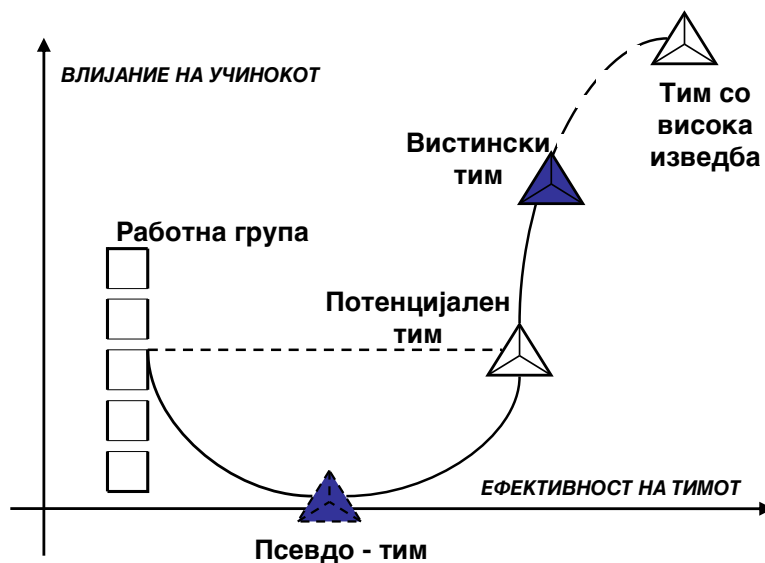 ВЛИЈАНИЕ НА УЧИНОКОТ
Тим со
висока
изведба
Вистински
тим
Работна група
Потенцијален
тим
ЕФЕКТИВНОСТ НА ТИМОТ
Псевдо - тим